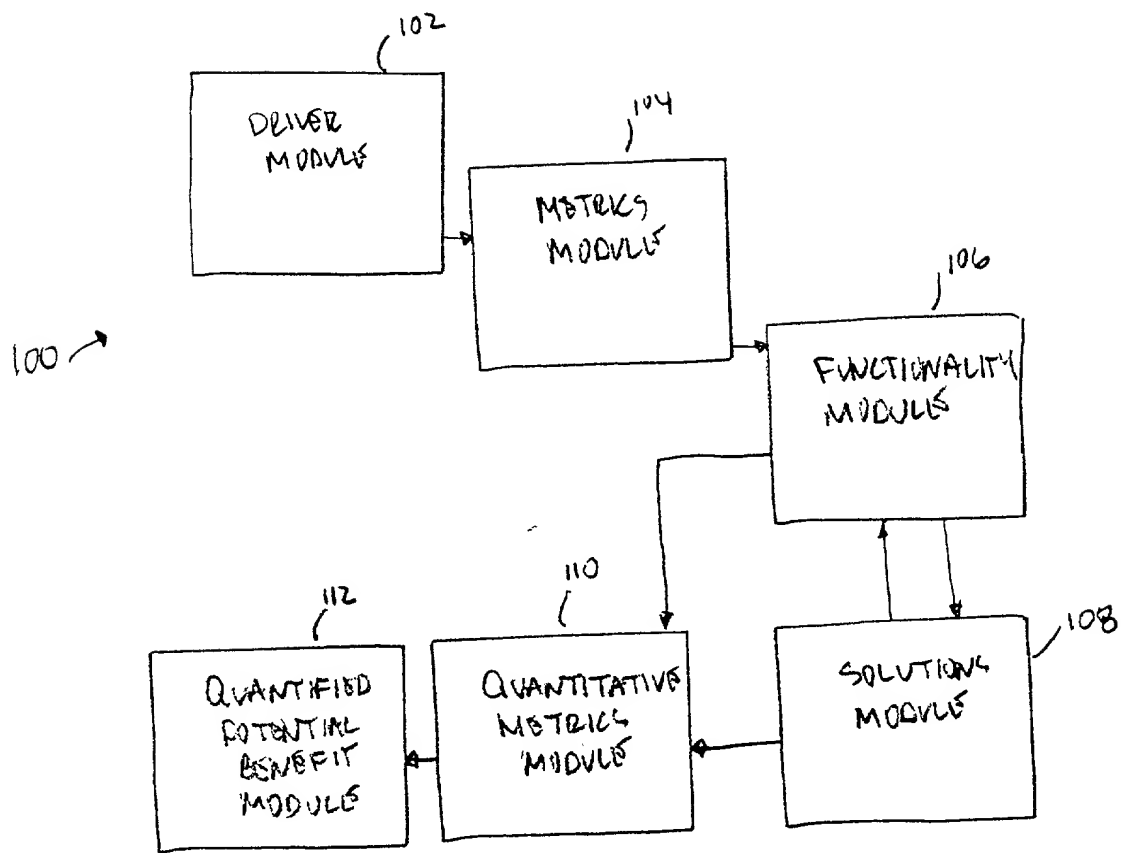 102
DRIVER
MODULE
104
METRICS
MODULE
106
FUNCTIONALITY
MODULE
100
112
QUANTIFIED
POTENTIAL
BENEFIT
MODULE
110
QUANTITATIVE
METRICS
MODULE
108
SOLUTIONS
MODULE